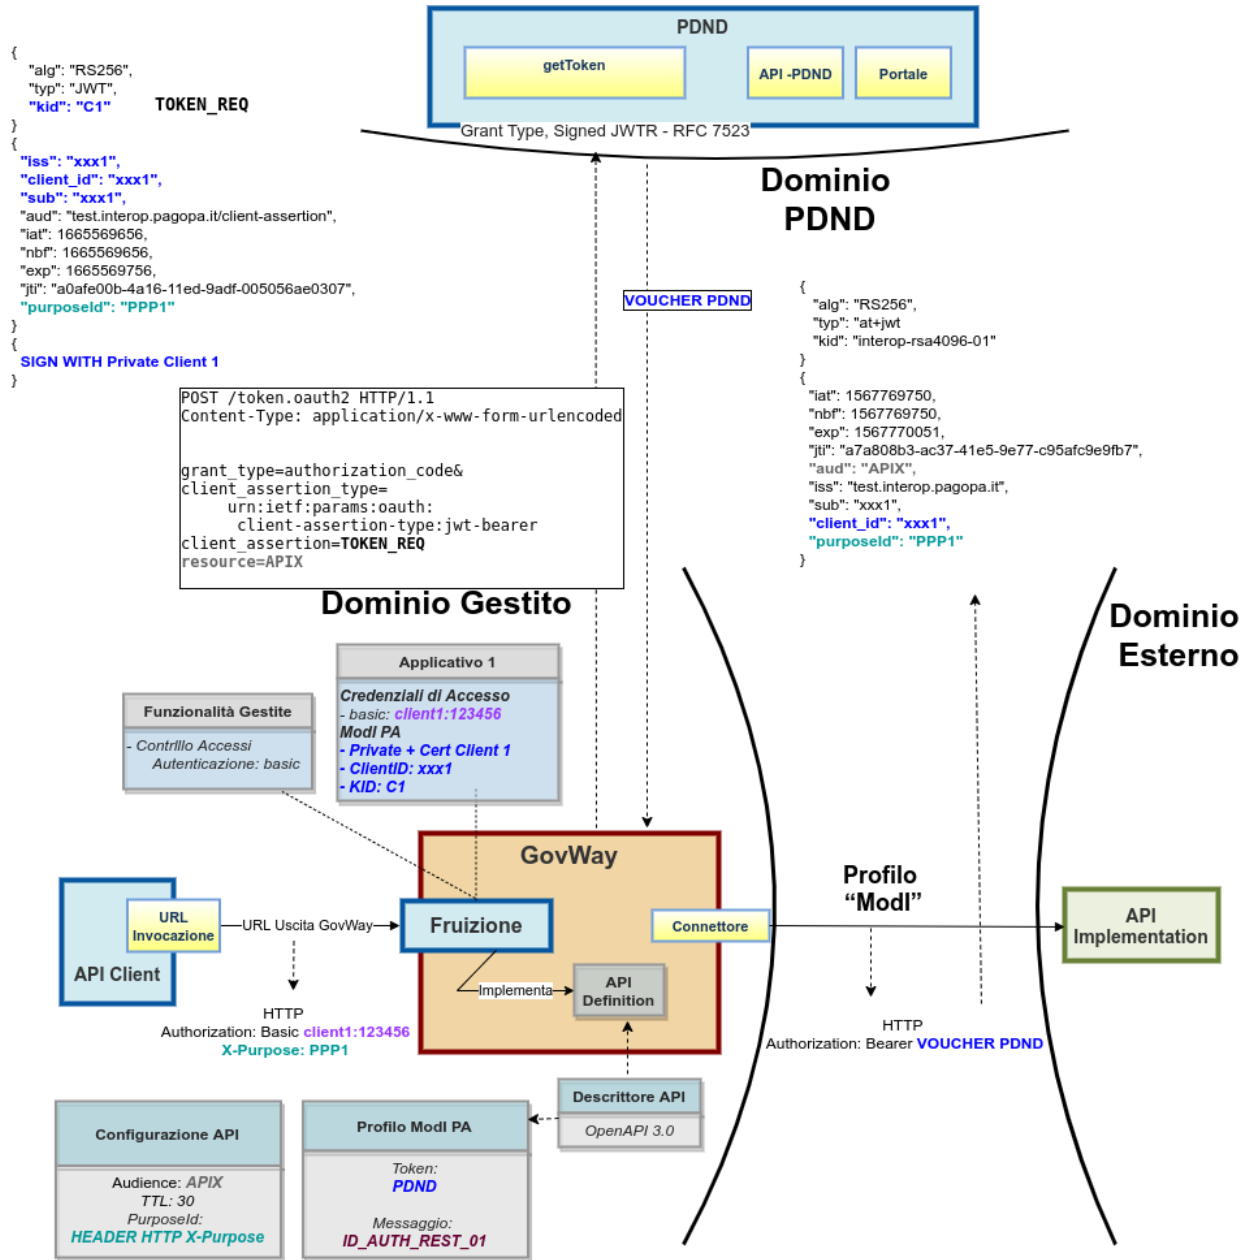 PDND
getToken
API -PDND
Portale
Grant Type, Signed JWTR - RFC 7523
{
"alg": "RS256",
"typ": "JWT",
"kid": "C1"
TOKEN_REQ
}
{
"iss": "xxx1",
"client_id": "xxx1",
"sub": "xxx1",
"aud": "test.interop.pagopa.it/client-assertion",
"iat": 1665569656,
"nbf": 1665569656,
"exp": 1665569756,
"jti": "a0afe00b-4a16-11ed-9adf-005056ae0307",
"purposeId": "PPP1"
}
{
SIGN WITH Private Client 1
}
Dominio
PDND
VOUCHER PDND
{
"alg": "RS256",
"typ": "at+jwt
"kid": "interop-rsa4096-01"
}
{
"iat": 1567769750,
"nbf": 1567769750,
"exp": 1567770051,
"jti": "a7a808b3-ac37-41e5-9e77-c95afc9e9fb7",
"aud": "APIX",
"iss": "test.interop.pagopa.it",
"sub": "xxx1",
"client_id": "xxx1",
"purposeId": "PPP1"
}
POST /token.oauth2 HTTP/1.1
Content-Type: application/x-www-form-urlencoded
grant_type=authorization_code&
client_assertion_type=
urn:ietf:params:oauth:
client-assertion-type:jwt-bearer
client_assertion=TOKEN_REQ
resource=APIX
Dominio Gestito
Dominio
Esterno
Applicativo 1
Credenziali di Accesso
- basic: client1:123456
ModI PA
- Private + Cert Client 1
- ClientID: xxx1
- KID: C1
Funzionalità Gestite
- Contrlllo Accessi
Autenticazione: basic
GovWay
Profilo
“ModI”
URL
Invocazione
API Client
URL Uscita GovWay
Fruizione
Connettore
API
Implementation
Implementa
API
Definition
HTTP
Authorization: Basic client1:123456
X-Purpose: PPP1
HTTP
Authorization: Bearer VOUCHER PDND
Descrittore API
OpenAPI 3.0
Configurazione API
Audience: APIX
TTL: 30
PurposeId:
HEADER HTTP X-Purpose
Profilo ModI PA
Token:
PDND
Messaggio:
ID_AUTH_REST_01